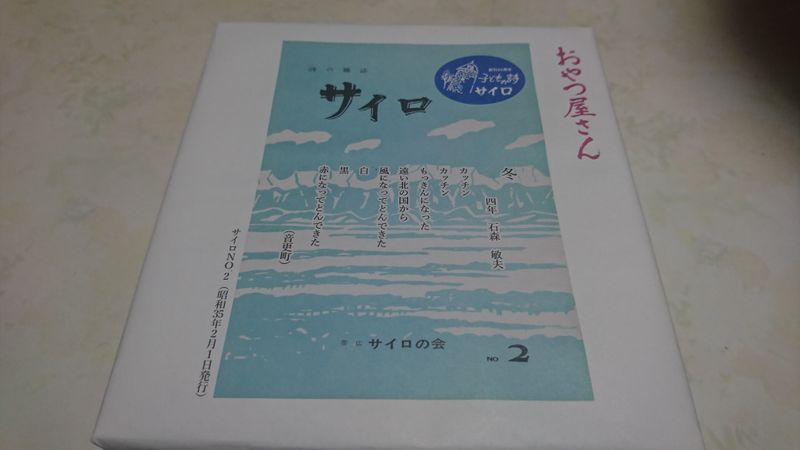 おやつ屋さん
詩の雑誌
サイロ
創刊50周年
子どもの詩
サイロ
冬
四年 石森 敏夫
カッチン
カッチン
もっきんになった
遠い北の国から
風になってとんできた
白
黒
赤になってとんできた
(音更町)
帯広 サイロの会
NO 2
サイロNO2 (昭和35年2月1日発行)